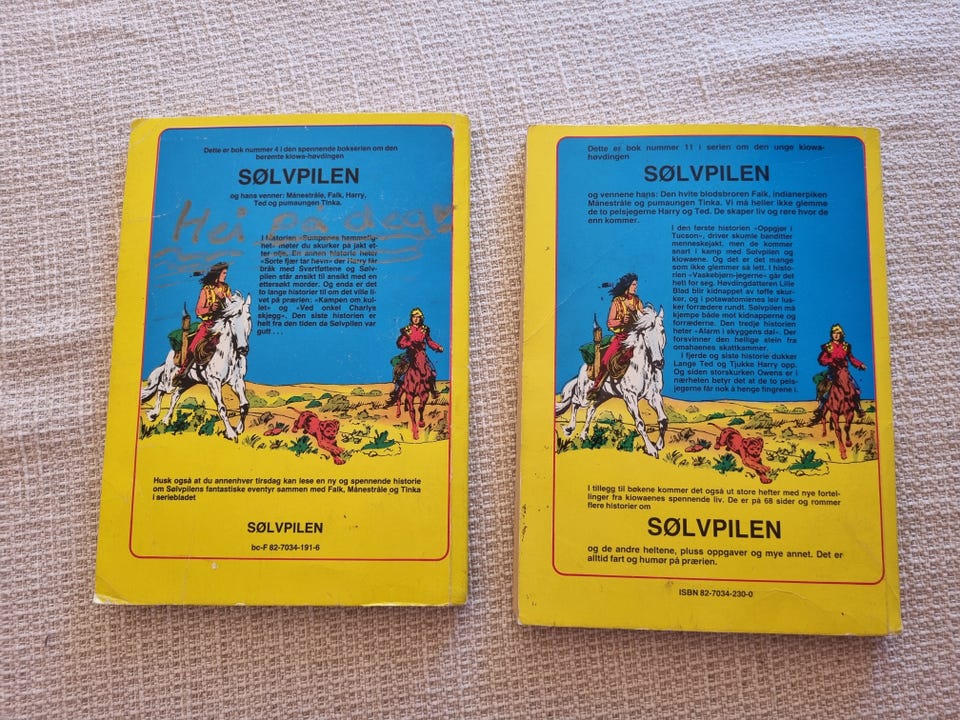 Dette er bok nummer 4 i den spennende bokserien om den
berømte kiowa-høvdingen
SØLVPILEN
og hans venner: Månestråle, Falk, Harry,
Ted og pumaungen Tinka.
Hei på deg
I historien «Sumpenes hemmelig-
het» møter du skurker på jakt et-
ter olje. En annen historie heter
«Sorte fjær tar hevn» der Harry får
bråk med Svartføttene og Sølv-
pilen står ansikt til ansikt med en
ettersøkt morder. Og enda er det
to lange historier til om det ville li-
vet på prærien: «Kampen om kul-
let» og «Ved onkel Charlys
skjegg». Den siste historien er
helt fra den tiden da Sølvpilen var
gutt . . .
Husk også at du annenhver tirsdag kan lese en ny og spennende historie
om Sølvpilens fantastiske eventyr sammen med Falk, Månestråle og Tinka
i seriebladet
SØLVPILEN
bc-F 82-7034-191-6
Dette er bok nummer 11 i serien om den unge kiowa-
høvdingen
SØLVPILEN
og vennene hans: Den hvite blodsbroren Falk, indianerpiken
Månestråle og pumaungen Tinka. Vi må heller ikke glemme
de to pelsjegerne Harry og Ted. De skaper liv og røre hvor de
enn kommer.
I den første historien «Oppgjør i
Tucson», driver skumle banditter
menneskejakt, men de kommer
snart i kamp med Sølvpilen og
kiowaene. Og det er det mange
som ikke glemmer så lett. I histo-
rien «Vaskebjørn-jegerne» går det
hett for seg. Høvdingdatteren Lille
Blad blir kidnappet av tøffe skur-
ker, og i potawatomienes leir lus-
ker forrædere rundt. Sølvpilen må
kjempe både mot kidnapperne og
forræderne. Den tredje historien
heter «Alarm i skyggens dal». Der
forsvinner den hellige stein fra
omahaenes skattkammer.
I fjerde og siste historie dukker
Lange Ted og Tjukke Harry opp.
Og siden storskurken Owens er i
nærhelen betyr det at de to pels-
jegerne får nok å henge fingrene i.
I tillegg til bøkene kommer det også ut store hefter med nye fortel-
linger fra kiowaenes spennende liv. De er på 68 sider og rommer
flere historier om
SØLVPILEN
og de andre heltene, pluss oppgaver og mye annet. Det er
alltid fart og humør på prærien.
ISBN 82-7034-230-0